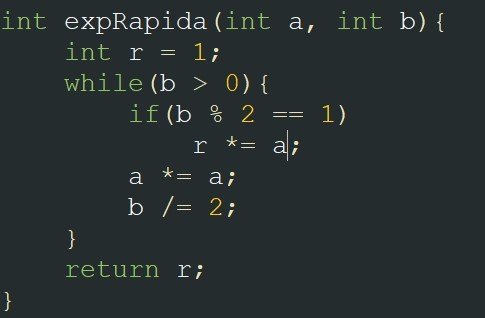 int expRapida(int a, int b){
    int r = 1;
    while(b > 0){
        if(b % 2 == 1)
            r *= a;
        a *= a;
        b /= 2;
    }
    return r;
}